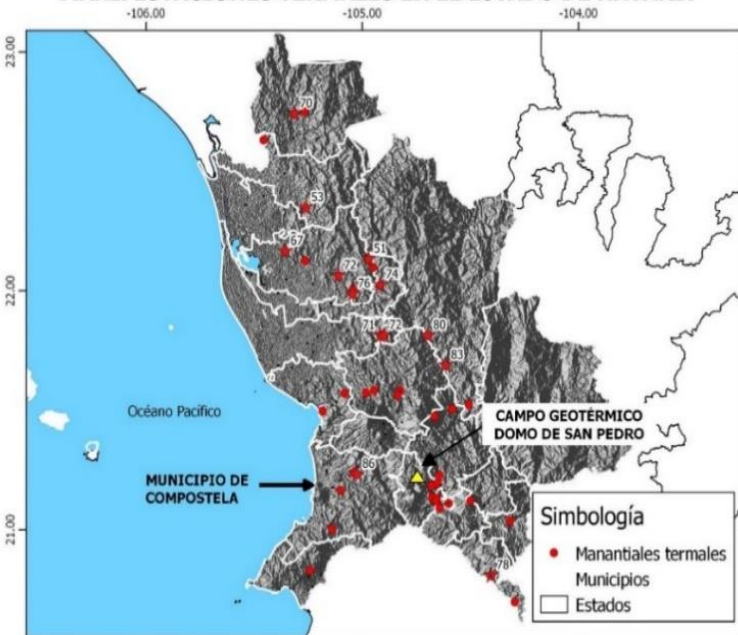 -106.00 -105.00 -104.00
23.00
70
53
67
51
72
74
76
22.00
71 72
80
83
Océano Pacífico
CAMPO GEOTÉRMICO
DOMO DE SAN PEDRO
86
MUNICIPIO DE
COMPOSTELA
21.00
78
Simbología
Manantiales termales
Municipios
Estados